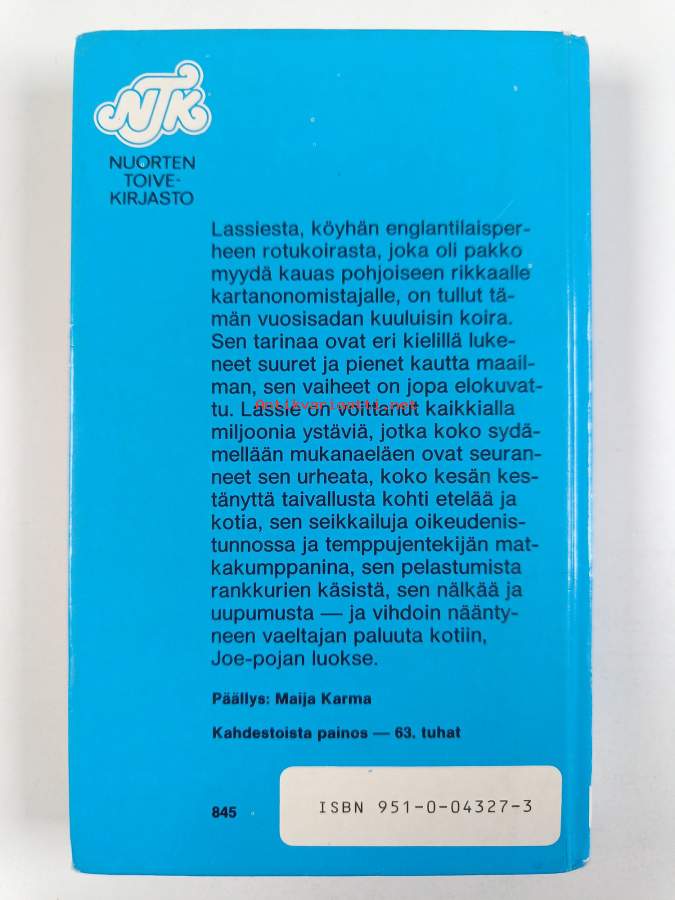 NTK
NUORTEN
TOIVE-
KIRJASTO
Lassiesta, köyhän englantilaisper-
heen rotukoirasta, joka oli pakko
myydä kauas pohjoiseen rikkaalle
kartanonomistajalle, on tullut tä-
män vuosisadan kuuluisin koira.
Sen tarinaa ovat eri kielillä luke-
neet suuret ja pienet kautta maail-
man, sen vaiheet on jopa elokuvat-
tu. Lassie on voittanut kaikkialla
Antikvariaatti.net
miljoonia ystäviä, jotka koko sydä-
mellään mukanaeläen ovat seuran-
neet sen urheata, koko kesän kes-
tänyttä taivallusta kohti etelää ja
kotia, sen seikkailuja oikeudenis-
tunnossa ja temppujentekijän mat-
kakumppanina, sen pelastumista
rankkurien käsistä, sen nälkää ja
uupumusta — ja vihdoin näänty-
neen vaeltajan paluuta kotiin,
Joe-pojan luokse.
Päällys: Maija Karma
Kahdestoista painos — 63. tuhat
845
ISBN 951-0-04327-3